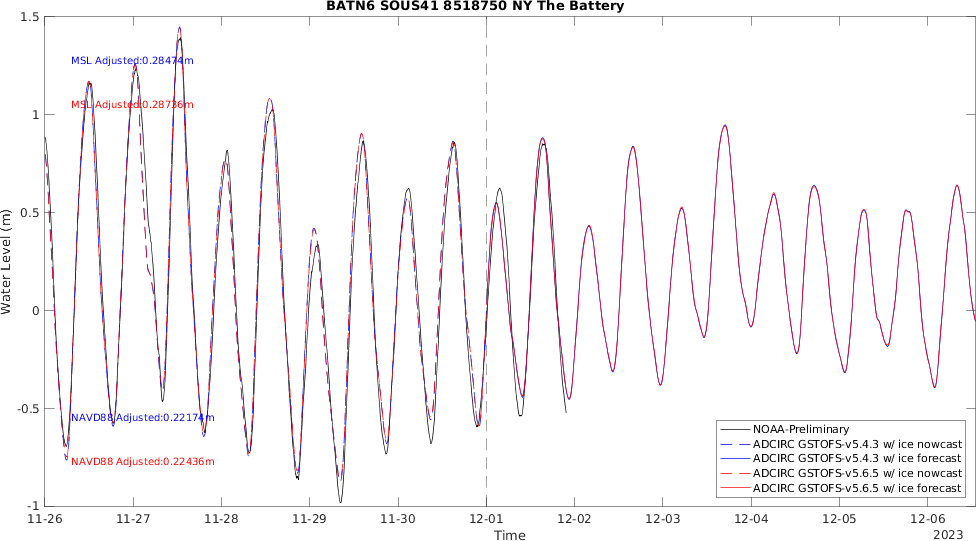 BATN6 SOUS41 8518750 NY The Battery
1.5
1
0.5
0
-0.5
-1
Water Level (m)
MSL Adjusted:0.28474m
MSL Adjusted:0.28736m
NAVD88 Adjusted:0.22174m
NAVD88 Adjusted:0.22436m
NOAA-Preliminary
ADCIRC GSTOFS-v5.4.3 w/ ice nowcast
ADCIRC GSTOFS-v5.4.3 w/ ice forecast
ADCIRC GSTOFS-v5.6.5 w/ ice nowcast
ADCIRC GSTOFS-v5.6.5 w/ ice forecast
11-26 11-27 11-28 11-29 11-30 12-01 12-02 12-03 12-04 12-05 12-06
Time
2023